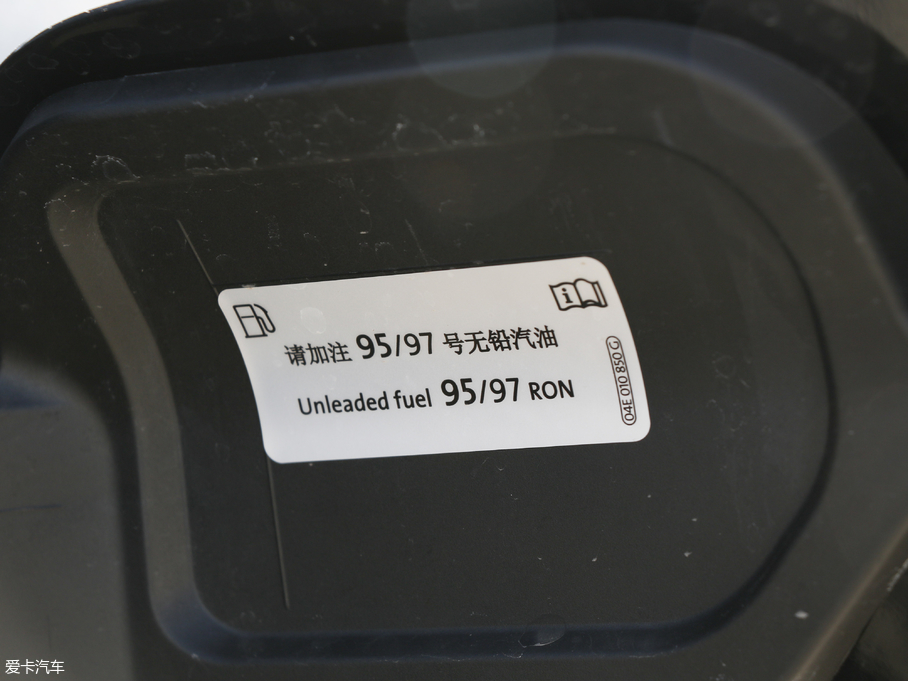 请加注 95/97 号无铅汽油
Unleaded fuel 95/97 RON
04E 010 850 G
爱卡汽车